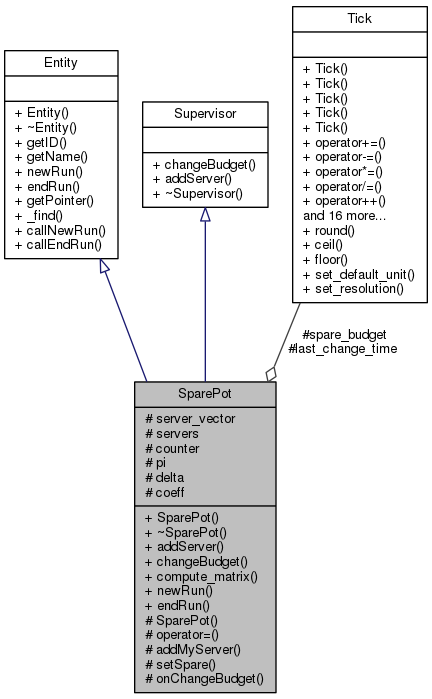 Entity
+ Entity()
+ ~Entity()
+ getID()
+ getName()
+ newRun()
+ endRun()
+ getPointer()
+ _find()
+ callNewRun()
+ callEndRun()
Supervisor
+ changeBudget()
+ addServer()
+ ~Supervisor()
Tick
+ Tick()
+ Tick()
+ Tick()
+ Tick()
+ Tick()
+ operator+=()
+ operator-=()
+ operator*=()
+ operator/=()
+ operator++()
and 16 more...
+ round()
+ ceil()
+ floor()
+ set_default_unit()
+ set_resolution()
#spare_budget
#last_change_time
SparePot
# server_vector
# servers
# counter
# pi
# delta
# coeff
+ SparePot()
+ ~SparePot()
+ addServer()
+ changeBudget()
+ compute_matrix()
+ newRun()
+ endRun()
# SparePot()
# operator=()
# addMyServer()
# setSpare()
# onChangeBudget()